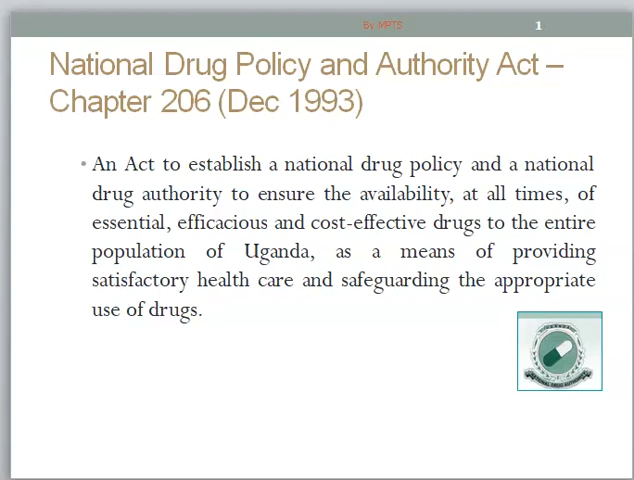 By MPTS
1
National Drug Policy and Authority Act –
Chapter 206 (Dec 1993)
• An Act to establish a national drug policy and a national
drug authority to ensure the availability, at all times, of
essential, efficacious and cost-effective drugs to the entire
population of Uganda, as a means of providing
satisfactory health care and safeguarding the appropriate
use of drugs.
NATIONAL DRUG AUTHORITY